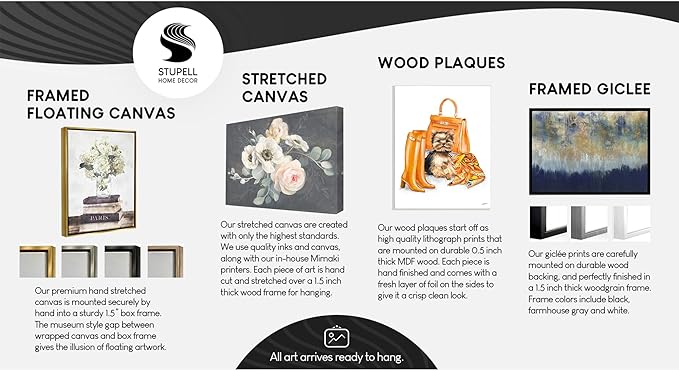 STUPELL
HOME DECOR
FRAMED
FLOATING CANVAS
PARIS
Our premium hand stretched
canvas is mounted securely by
hand into a sturdy 1.5" box frame.
The museum style gap between
wrapped canvas and box frame
gives the illusion of floating artwork.
STRETCHED
CANVAS
Our stretched canvas are created
with only the highest standards.
We use quality inks and canvas,
along with our in-house Mimaki
printers. Each piece of art is hand
cut and stretched over a 1.5 inch
thick wood frame for hanging.
WOOD PLAQUES
Our wood plaques start off as
high quality lithograph prints that
are mounted on durable 0.5 inch
thick MDF wood. Each piece is
hand finished and comes with a
fresh layer of foil on the sides to
give it a crisp clean look.
FRAMED GICLEE
Our giclée prints are carefully
mounted on durable wood
backing, and perfectly finished in
a 1.5 inch thick woodgrain frame.
Frame colors include black,
farmhouse gray and white.
All art arrives ready to hang.